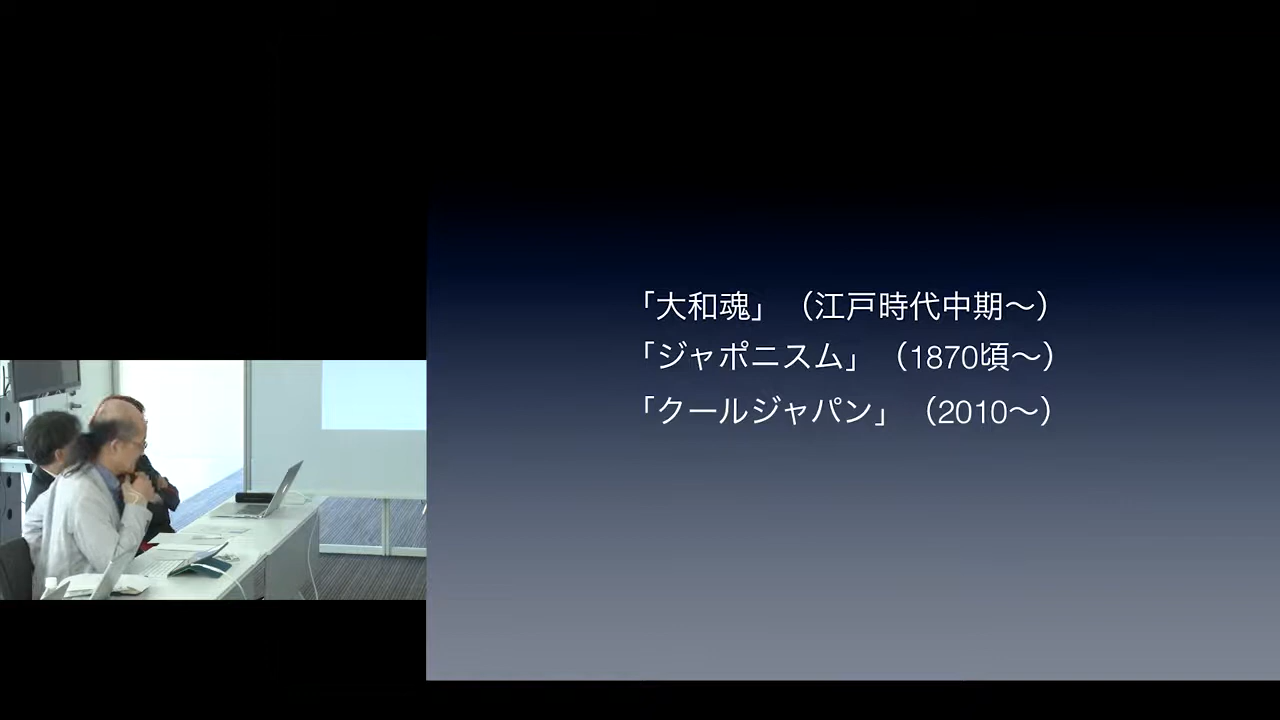 「大和魂」（江戸時代中期〜）
「ジャポニスム」（1870頃〜）
「クールジャパン」（2010〜）